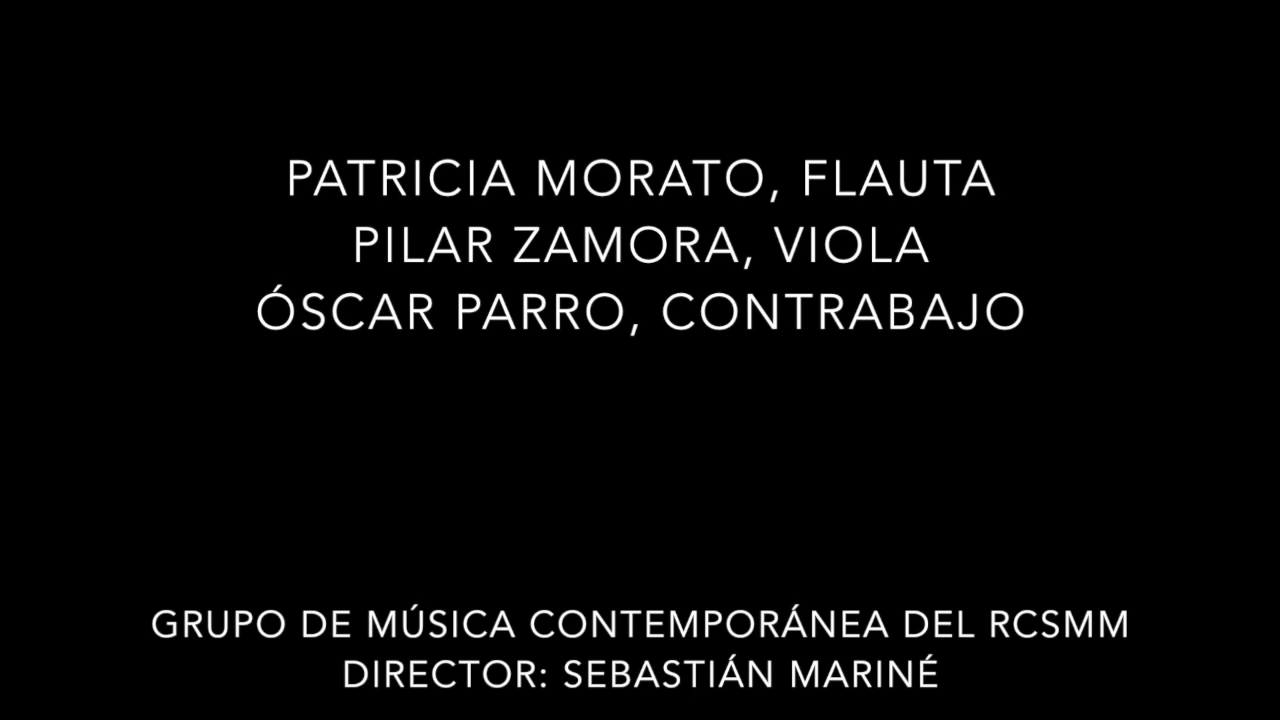 PATRICIA MORATO, FLAUTA
PILAR ZAMORA, VIOLA
ÓSCAR PARRO, CONTRABAJO
GRUPO DE MÚSICA CONTEMPORÁNEA DEL RCSMM
DIRECTOR: SEBASTIÁN MARINÉ